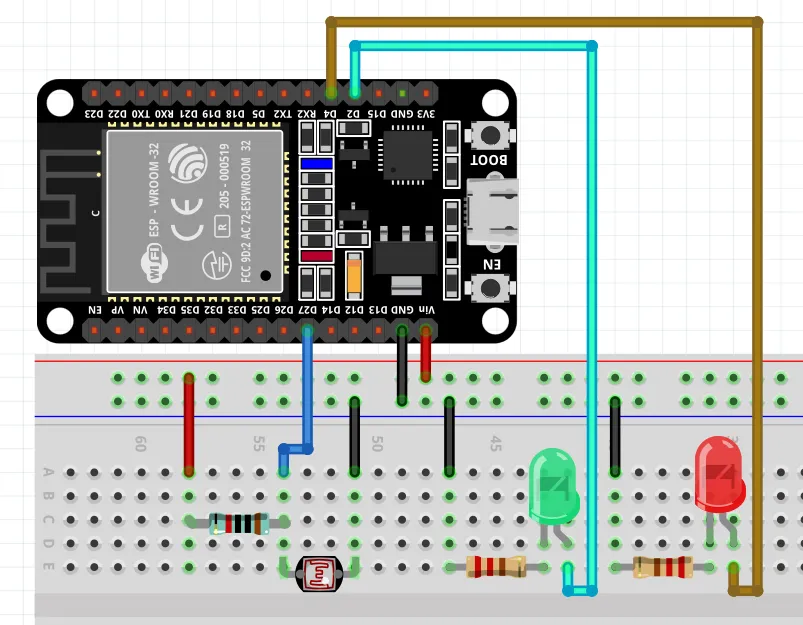 D23 D22 TX0 RX0 D21 D19 D18 D5 TX2 RX2 D4 D2 D15 GND 3V3
BOOT
ESP - WROOM -32
CE
R
205 - 000519
FCC 9D:2 AC 72-ESPWROOM 32
WiFi
C
EN
EN VP VN D34 D35 D32 D33 D25 D26 D27 D14 D12 D13 GND Vin
60 55 50 45
A
B
C
D
E